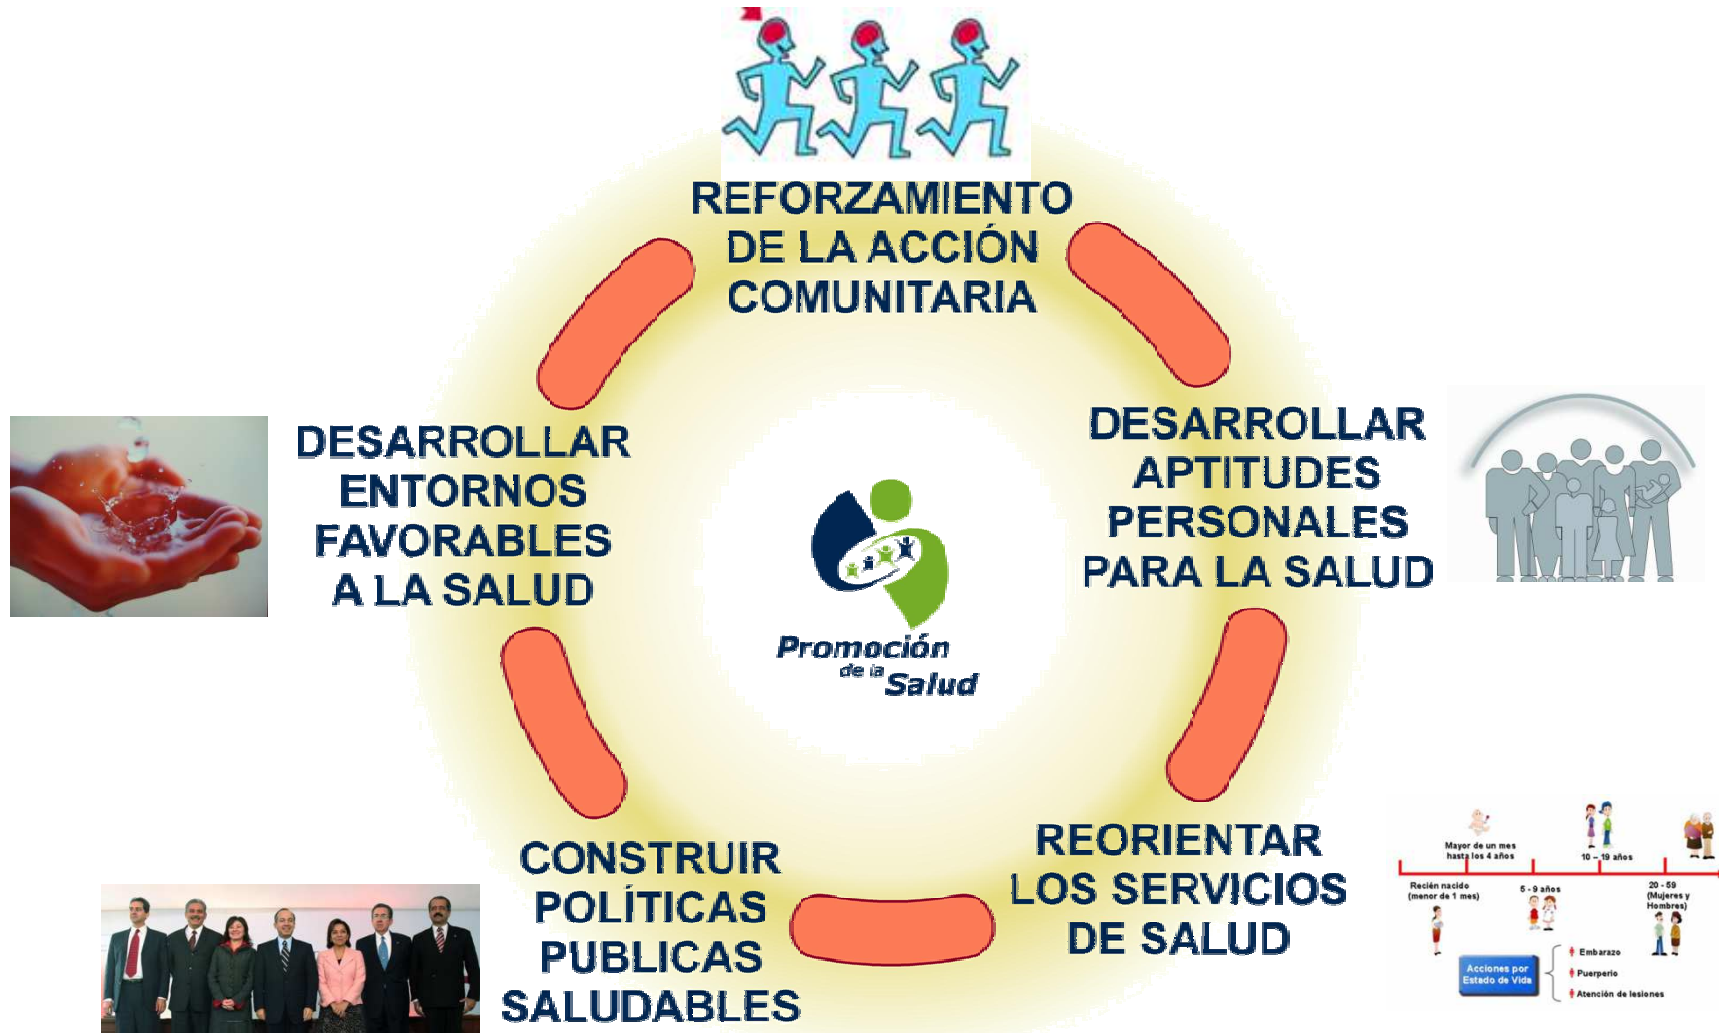 REFORZAMIENTO
DE LA ACCIÓN
COMUNITARIA
DESARROLLAR
APTITUDES
PERSONALES
PARA LA SALUD
REORIENTAR
LOS SERVICIOS
DE SALUD
CONSTRUIR
POLÍTICAS
PUBLICAS
SALUDABLES
DESARROLLAR
ENTORNOS
FAVORABLES
A LA SALUD
Promoción
de la
Salud
Mayor de un mes
hasta los 4 años
10 – 19 años
Recién nacido
(menor de 1 mes)
5 - 9 años
20 - 59
(Mujeres y
Hombres)
Acciones por
Estado de Vida
Embarazo
Puerperio
Atención de lesiones